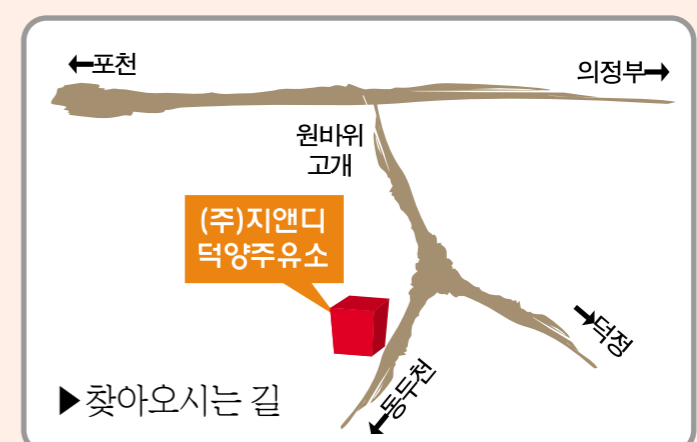 ←포천
의정부→
원바위
고개
(주)지앤디
덕양주유소
→덕정
←동두천
▶찾아오시는 길